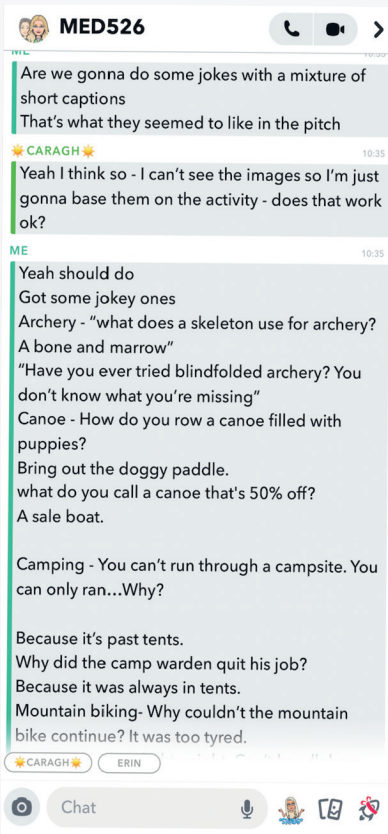 MED526
ME
10:35
Are we gonna do some jokes with a mixture of
short captions
That's what they seemed to like in the pitch
CARAGH
10:35
Yeah I think so - I can't see the images so I'm just
gonna base them on the activity - does that work
ok?
ME
10:35
Yeah should do
Got some jokey ones
Archery - “what does a skeleton use for archery?
A bone and marrow”
“Have you ever tried blindfolded archery? You
don't know what you're missing”
Canoe - How do you row a canoe filled with
puppies?
Bring out the doggy paddle.
what do you call a canoe that's 50% off?
A sale boat.
Camping - You can't run through a campsite. You
can only ran...Why?
Because it's past tents.
Why did the camp warden quit his job?
Because it was always in tents.
Mountain biking- Why couldn't the mountain
bike continue? It was too tyred.
CARAGH
ERIN
Chat